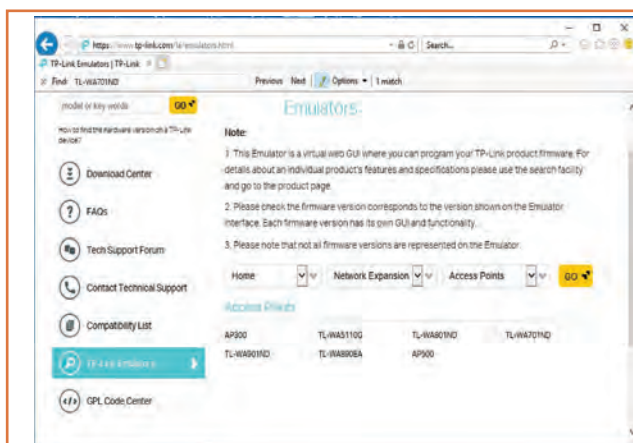 https://www.tp-link.com/la/emulators.html
Search...
TP-Link Emulators | TP-Link
Find: TL-WA701ND
Previous Next Options 1 match
model or key words GO
How to find the hardware version on a TP-Link device?
Download Center
FAQs
Tech Support Forum
Contact Technical Support
Compatibility List
TP-Link Emulators
GPL Code Center
Emulators
Note:
1. This Emulator is a virtual web GUI where you can program your TP-Link product firmware. For
details about an individual product's features and specifications please use the search facility
and go to the product page.
2. Please check the firmware version corresponds to the version shown on the Emulator
interface. Each firmware version has its own GUI and functionality.
3. Please note that not all firmware versions are represented on the Emulator.
Home Network Expansion Access Points GO
Access Points
AP300 TL-WA5110G TL-WA801ND TL-WA701ND
TL-WA901ND TL-WA890EA AP500